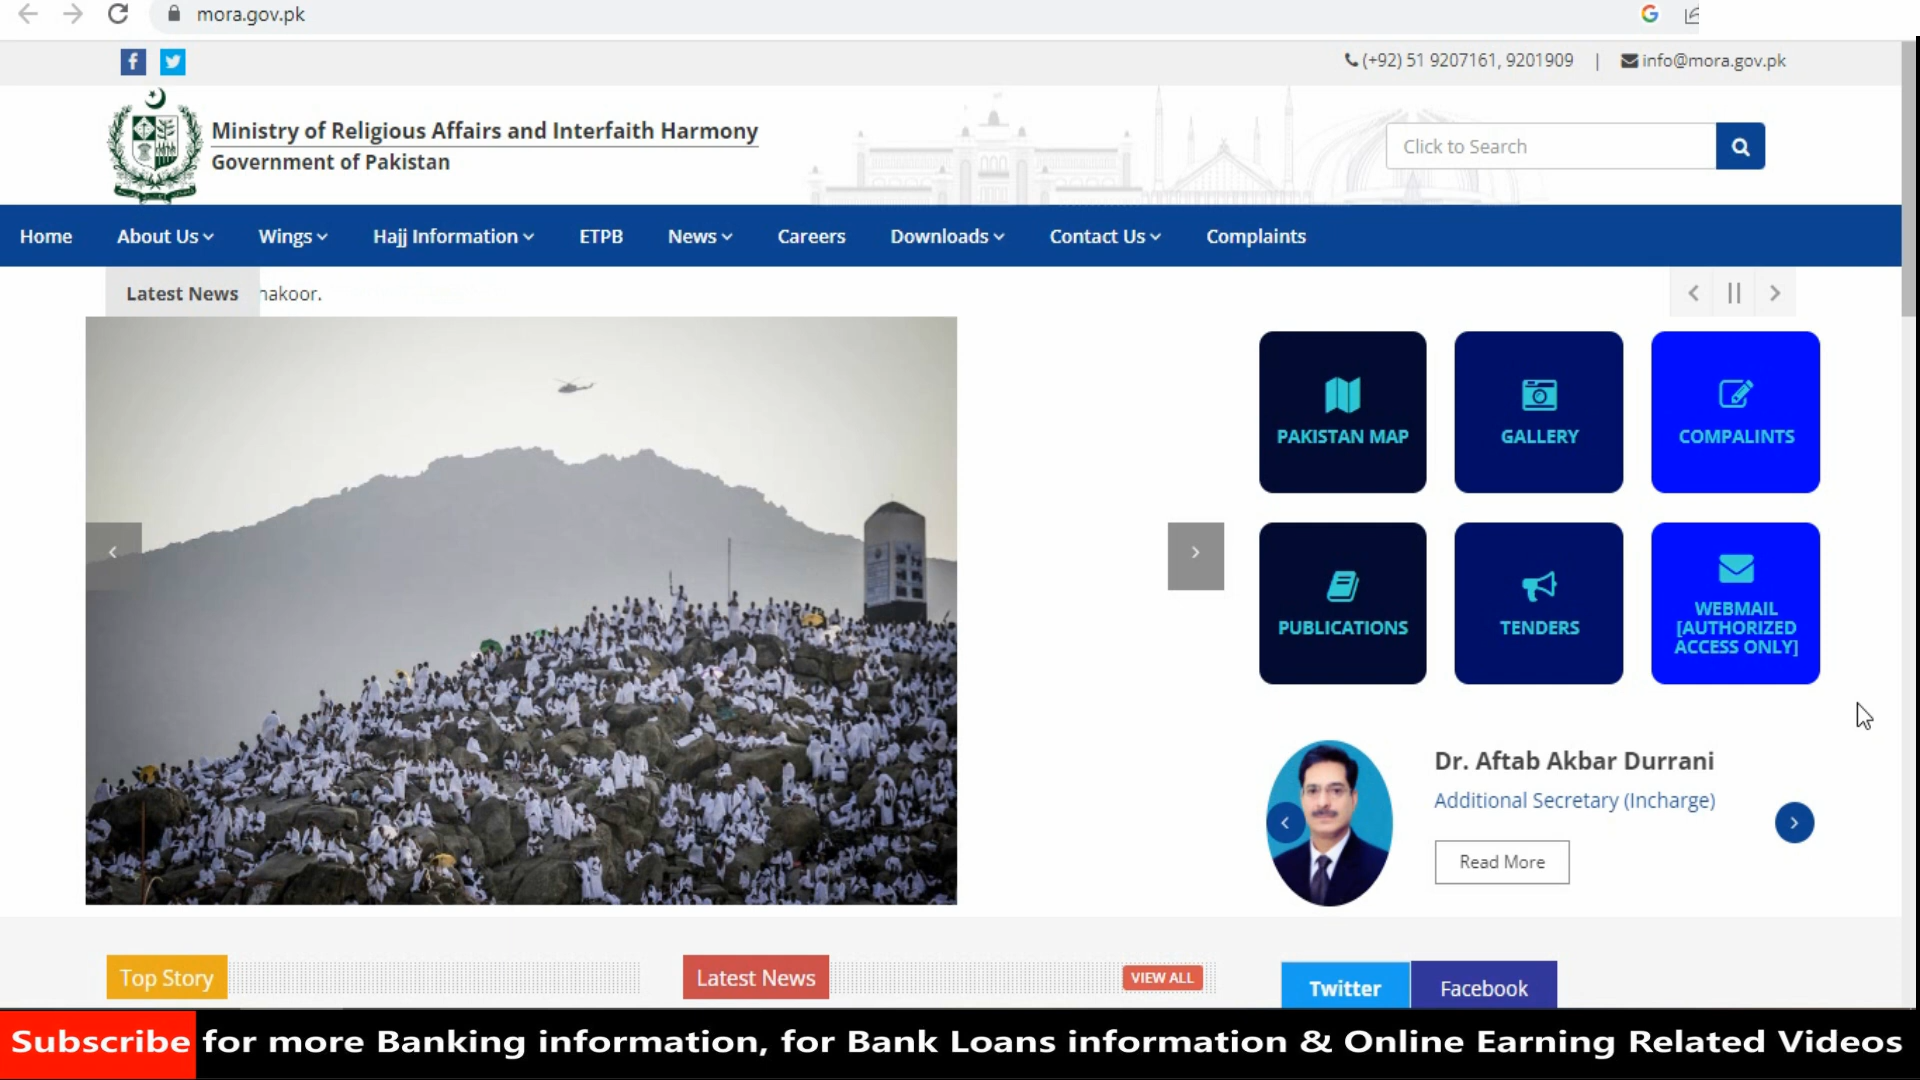 mora.gov.pk
(+92) 51 9207161, 9201909 | info@mora.gov.pk
Ministry of Religious Affairs and Interfaith Harmony
Government of Pakistan
Click to Search
Home About Us Wings Hajj Information ETPB News Careers Downloads Contact Us Complaints
Latest News hakoor.
PAKISTAN MAP
GALLERY
COMPALINTS
PUBLICATIONS
TENDERS
WEBMAIL
[AUTHORIZED
ACCESS ONLY]
Dr. Aftab Akbar Durrani
Additional Secretary (Incharge)
Read More
Top Story
Latest News
VIEW ALL
Twitter
Facebook
Subscribe for more Banking information, for Bank Loans information & Online Earning Related Videos